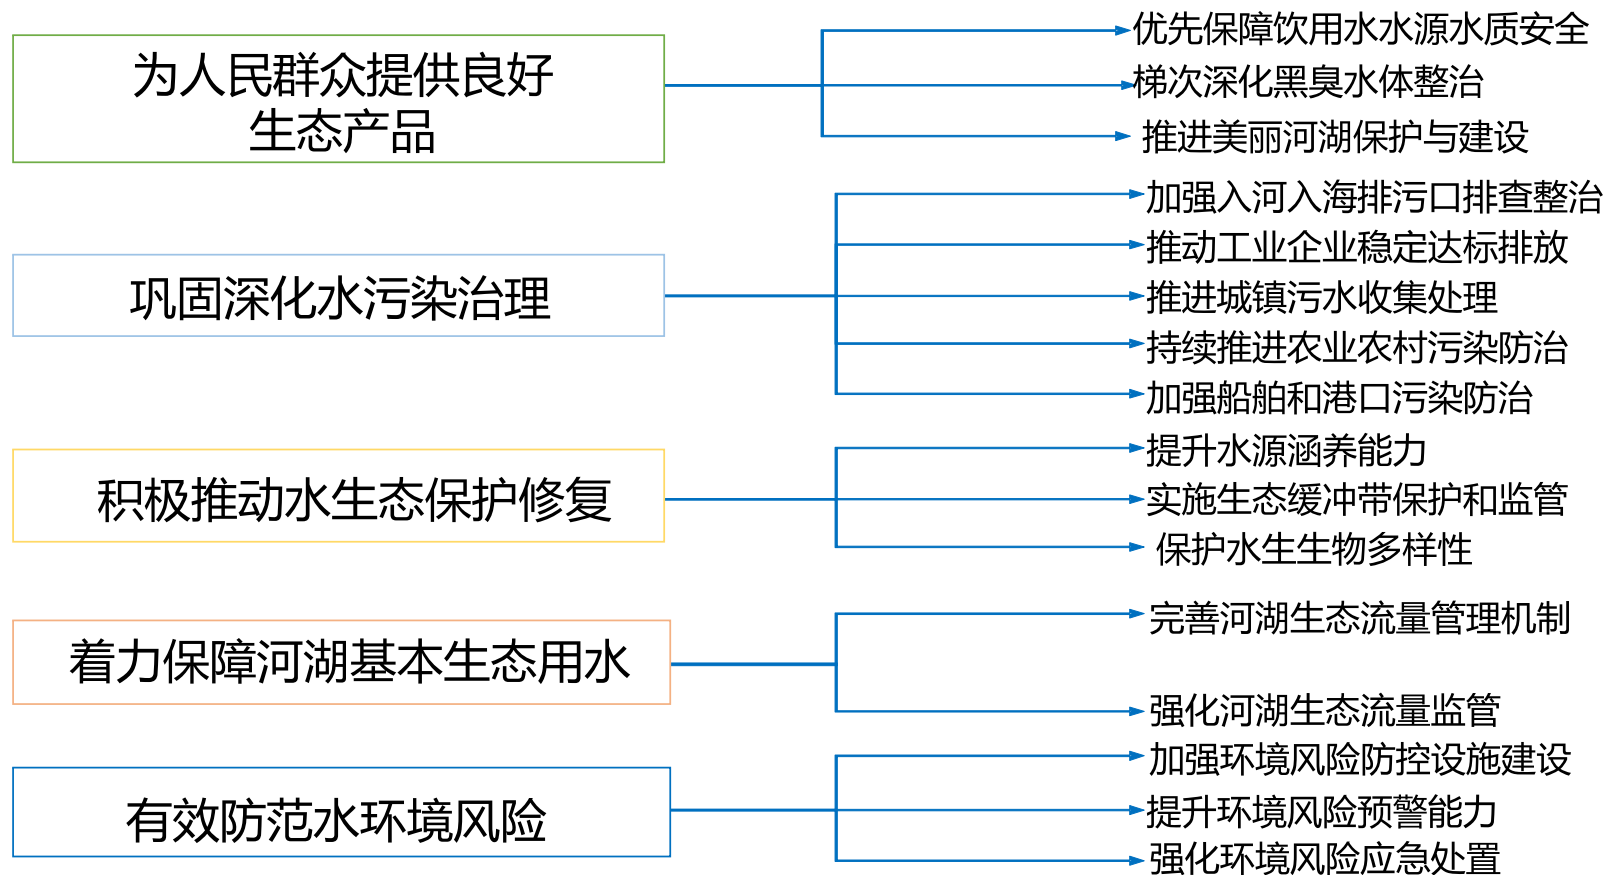 为人民群众提供良好
生态产品
优先保障饮用水水源水质安全
梯次深化黑臭水体整治
推进美丽河湖保护与建设
巩固深化水污染治理
加强入河入海排污口排查整治
推动工业企业稳定达标排放
推进城镇污水收集处理
持续推进农业农村污染防治
加强船舶和港口污染防治
积极推动水生态保护修复
提升水源涵养能力
实施生态缓冲带保护和监管
保护水生生物多样性
着力保障河湖基本生态用水
完善河湖生态流量管理机制
强化河湖生态流量监管
有效防范水环境风险
加强环境风险防控设施建设
提升环境风险预警能力
强化环境风险应急处置